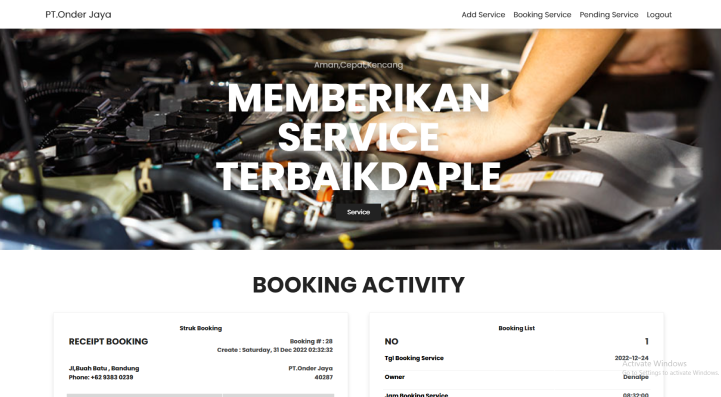 PT.Onder Jaya
Add Service Booking Service Pending Service Logout
Aman,Cepat,Kencang
MEMBERIKAN
SERVICE
TERBAIKDAPLE
Service
BOOKING ACTIVITY
Struk Booking
RECEIPT BOOKING
Booking # : 28
Create : Saturday, 31 Dec 2022 02:32:32
Jl,Buah Batu , Bandung
Phone: +62 9383 0239
PT.Onder Jaya
40287
Booking List
NO 1
Tgl Booking Service 2022-12-24
Owner Denalpe
Jam Booking Service 08:32:00
Activate Windows
Go to Settings to activate Windows.